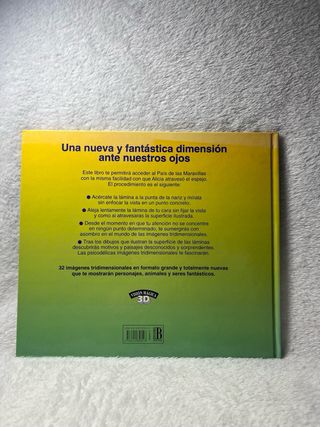 Una nueva y fantástica dimensión
ante nuestros ojos
Este libro te permitirá acceder al País de las Maravillas
con la misma facilidad con que Alicia atravesó el espejo.
El procedimiento es el siguiente:
● Acércate la lámina a la punta de la nariz y mírala
sin enfocar la vista en un punto concreto.
● Aleja lentamente la lámina de tu cara sin fijar la vista
y como si atravesaras la superficie ilustrada.
● Desde el momento en que tu atención no se concentre
en ningún punto determinado, te sumergirás con
asombro en el mundo de las imágenes tridimensionales.
● Tras los dibujos que ilustran la superficie de las láminas
descubrirás motivos y paisajes desconocidos y sorprendentes.
Las psicodélicas imágenes tridimensionales te fascinarán.
32 imágenes tridimensionales en formato grande y totalmente nuevas
que te mostrarán personajes, animales y seres fantásticos.
VISIÓN MÁGICA
3D
B